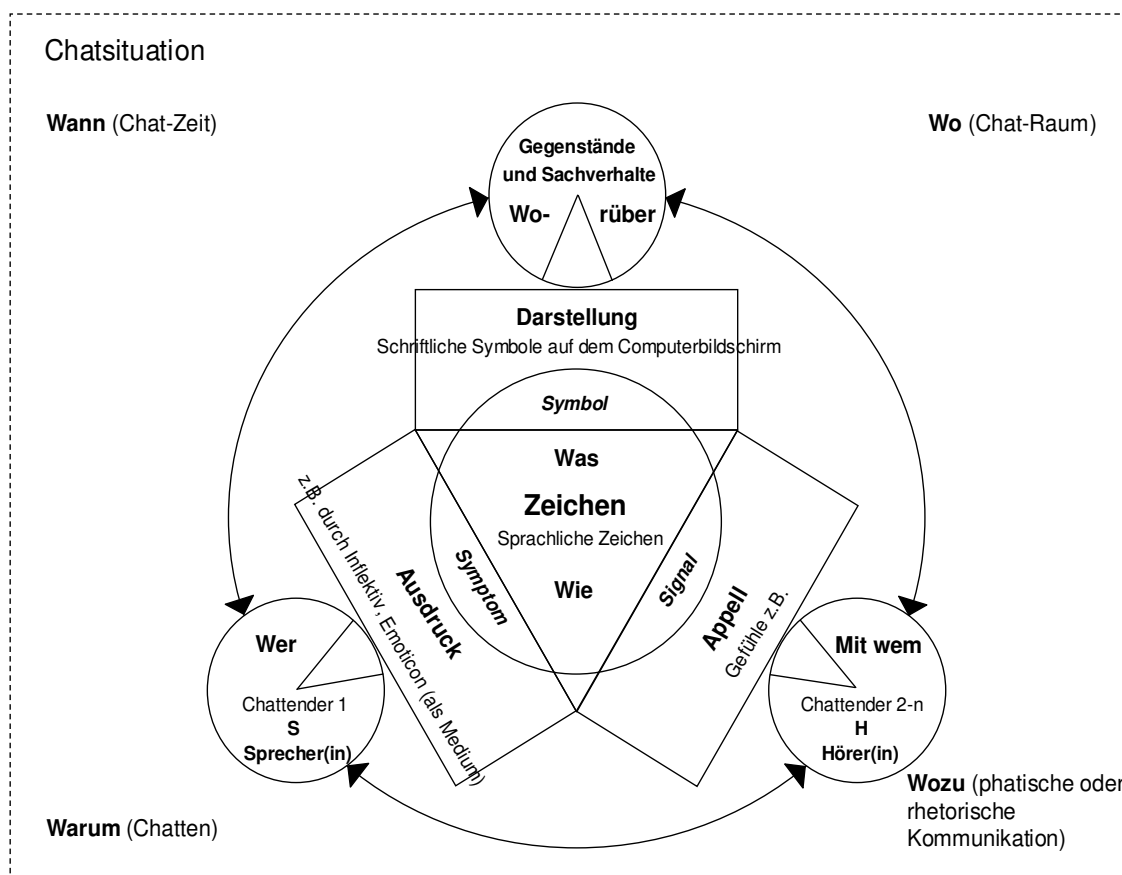 Chatsituation
Wann (Chat-Zeit)
Wo (Chat-Raum)
Gegenstände
und Sachverhalte
Wo- rüber
Darstellung
Schriftliche Symbole auf dem Computerbildschirm
Symbol
Was
Zeichen
Sprachliche Zeichen
Wie
z.B. durch Inflektiv, Emoticon (als Medium)
Ausdruck
Symptom
Signal
Appell
Gefühle z.B.
Wer
Chattender 1
S
Sprecher(in)
Mit wem
Chattender 2-n
H
Hörer(in)
Warum (Chatten)
Wozu (phatische oder
rhetorische
Kommunikation)